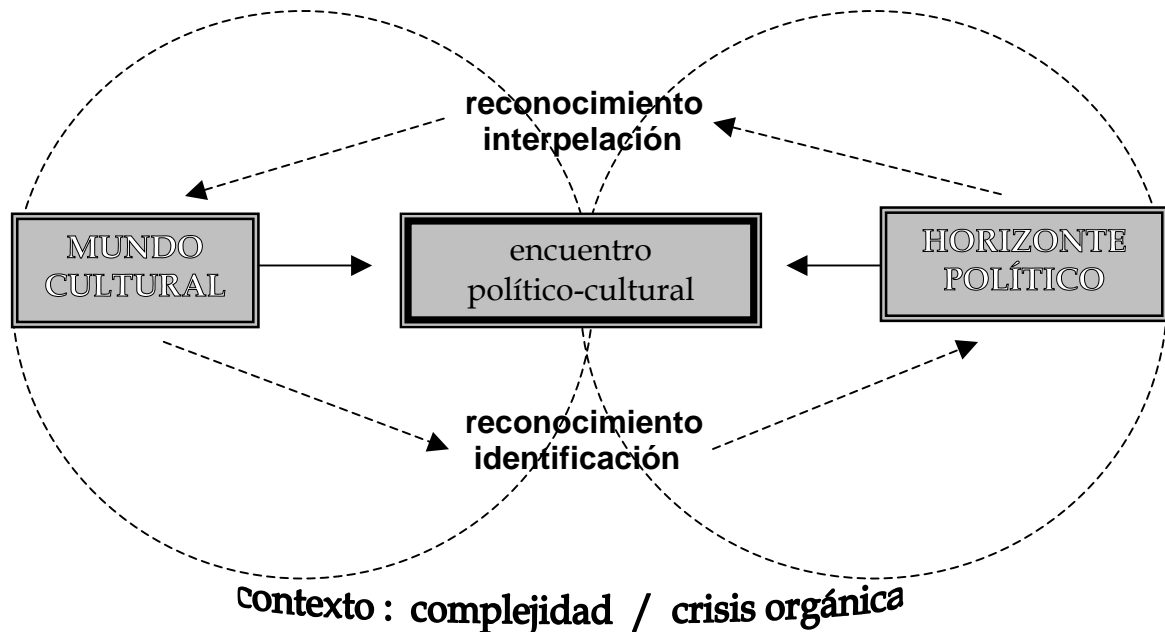 reconocimiento
interpelación
MUNDO
CULTURAL
encuentro
político-cultural
HORIZONTE
POLÍTICO
reconocimiento
identificación
contexto : complejidad / crisis orgánica